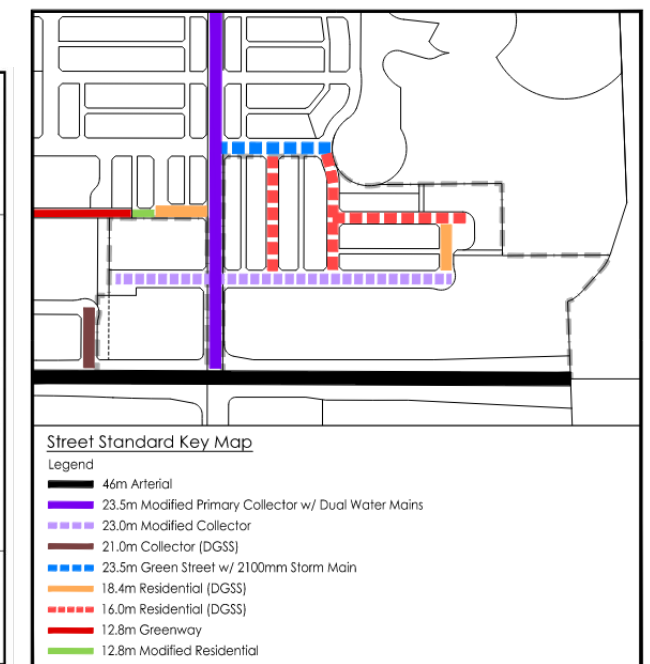 Street Standard Key Map
Legend
46m Arterial
23.5m Modified Primary Collector w/ Dual Water Mains
23.0m Modified Collector
21.0m Collector (DGSS)
23.5m Green Street w/ 2100mm Storm Main
18.4m Residential (DGSS)
16.0m Residential (DGSS)
12.8m Greenway
12.8m Modified Residential